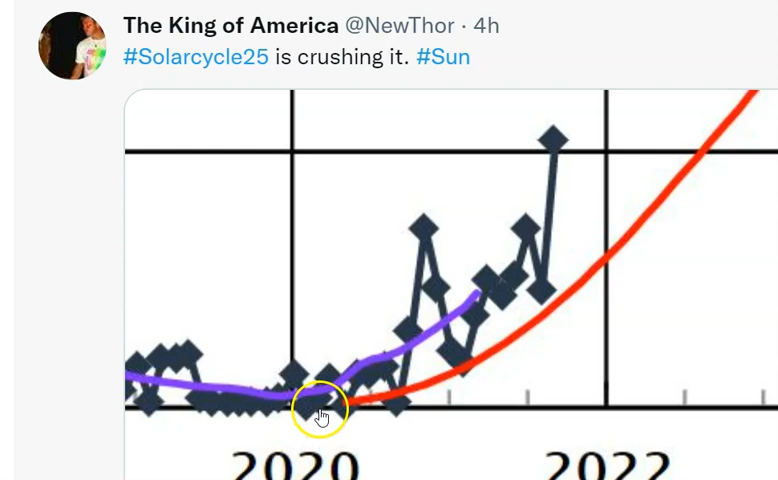 The King of America @NewThor · 4h
#Solarcycle25 is crushing it. #Sun
2020 2022